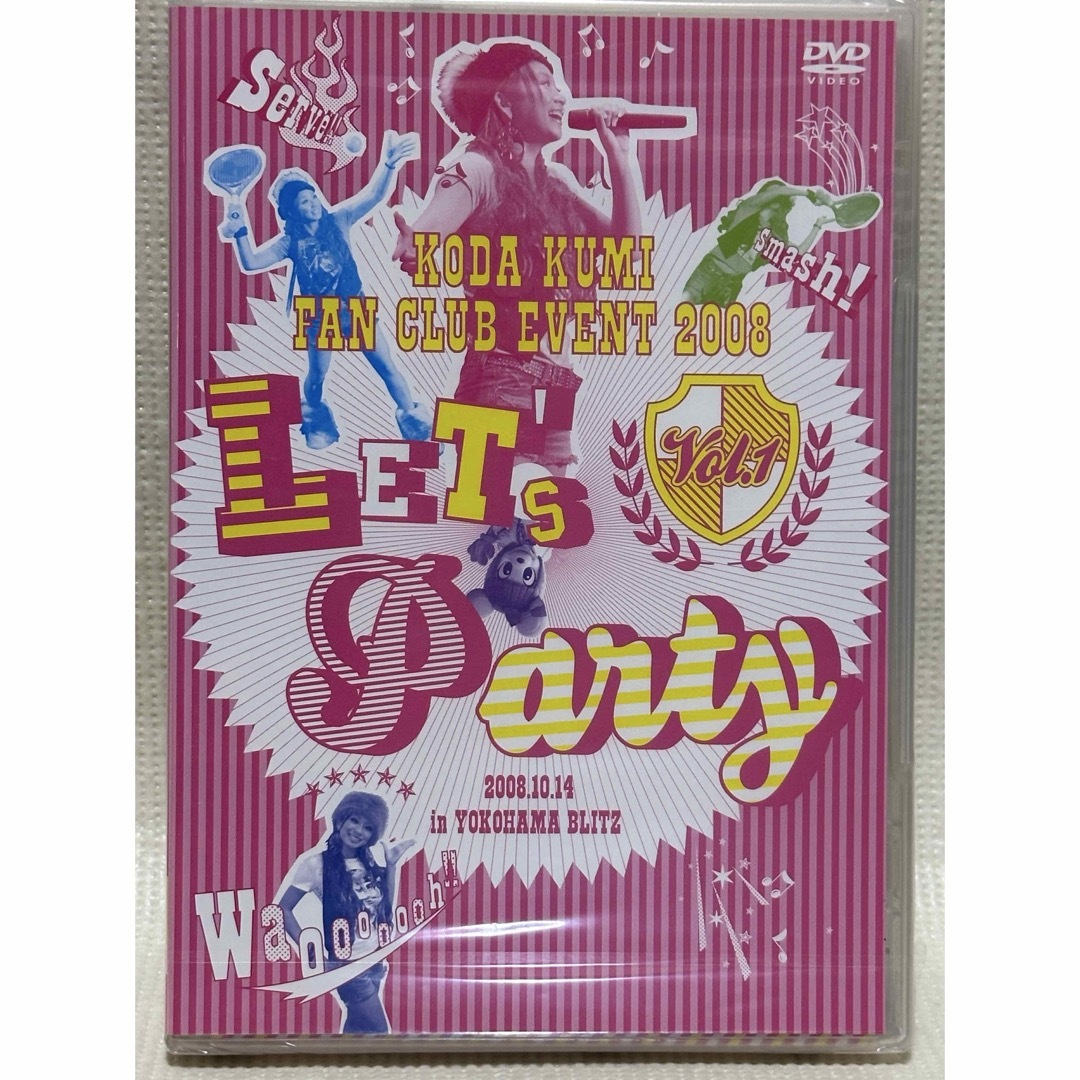 DVD
VIDEO
Serve!!
smash!
KODA KUMI
FAN CLUB EVENT 2008
LET'S
Vol.1
Party
2008.10.14
in YOKOHAMA BLITZ
Waooooooh!!